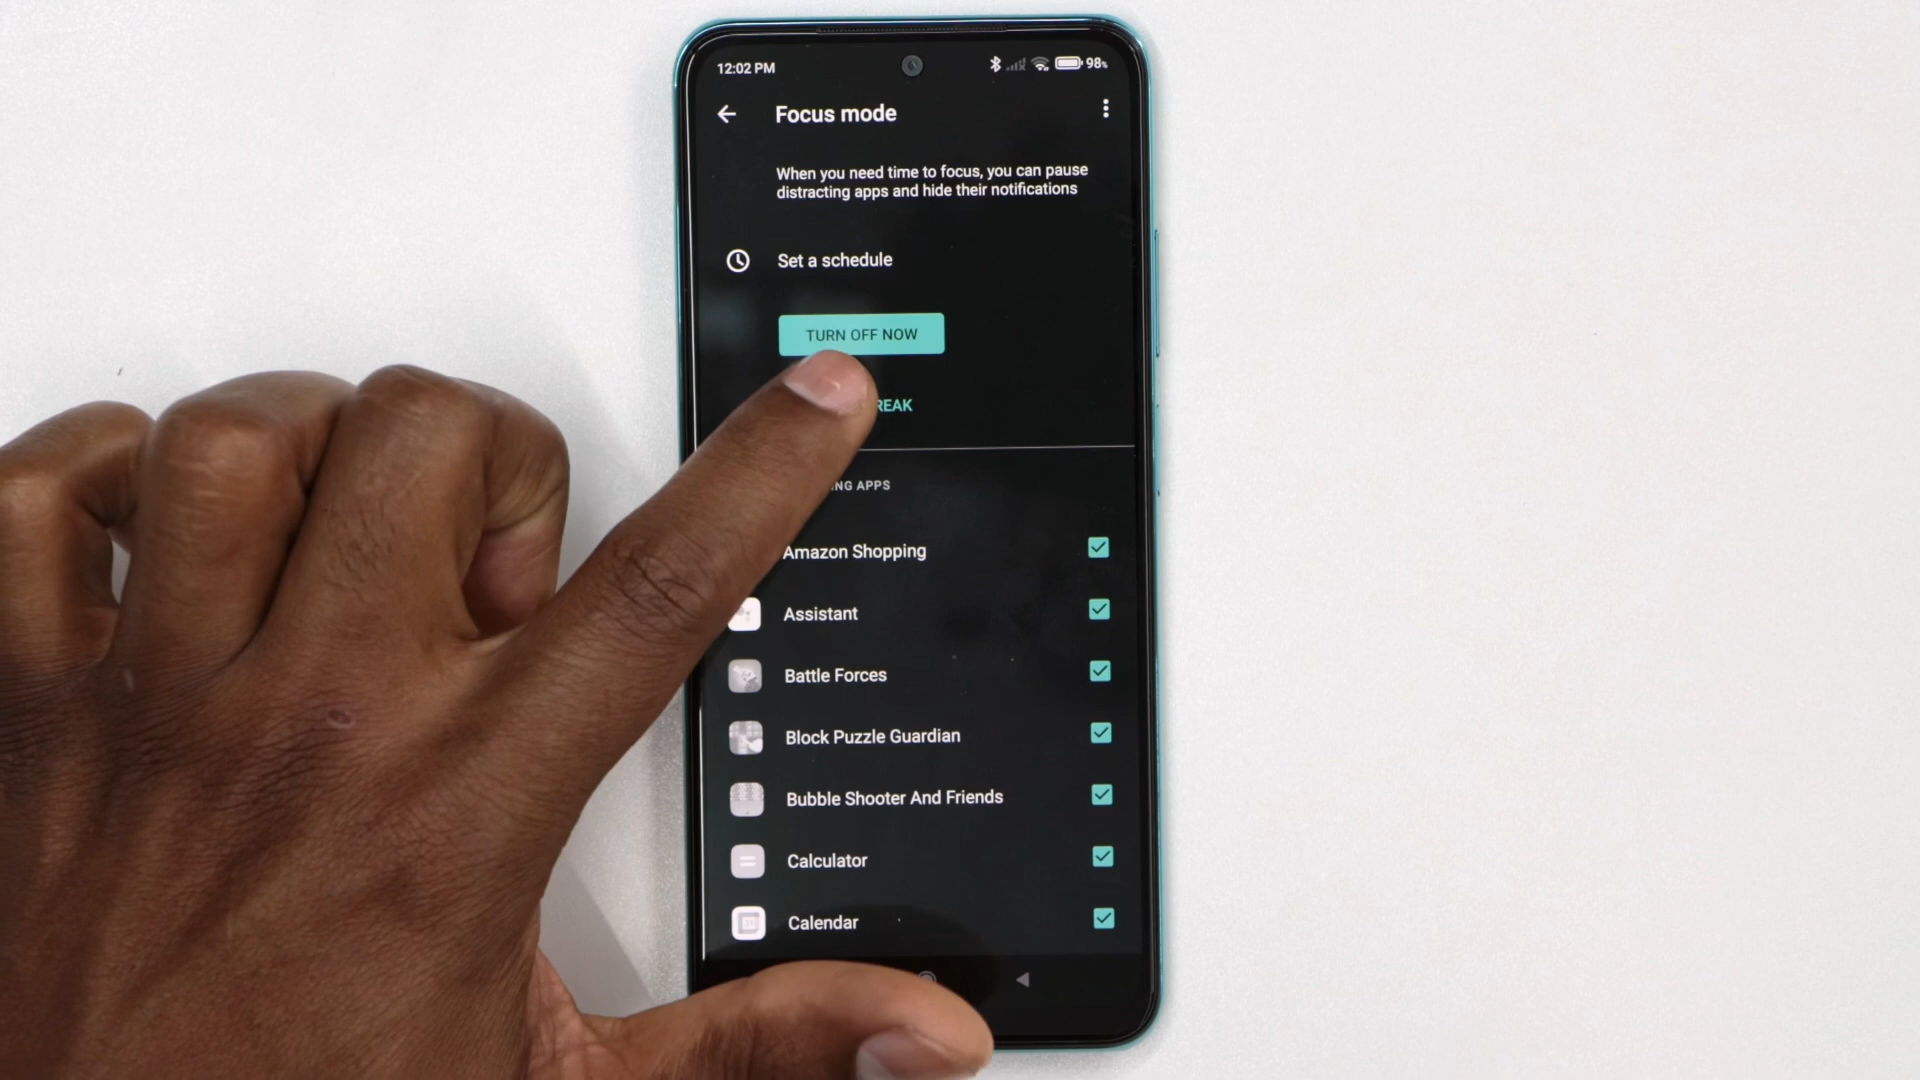 12:02 PM
98%
Focus mode
When you need time to focus, you can pause
distracting apps and hide their notifications
Set a schedule
TURN OFF NOW
REAK
NG APPS
Amazon Shopping
Assistant
Battle Forces
Block Puzzle Guardian
Bubble Shooter And Friends
Calculator
Calendar